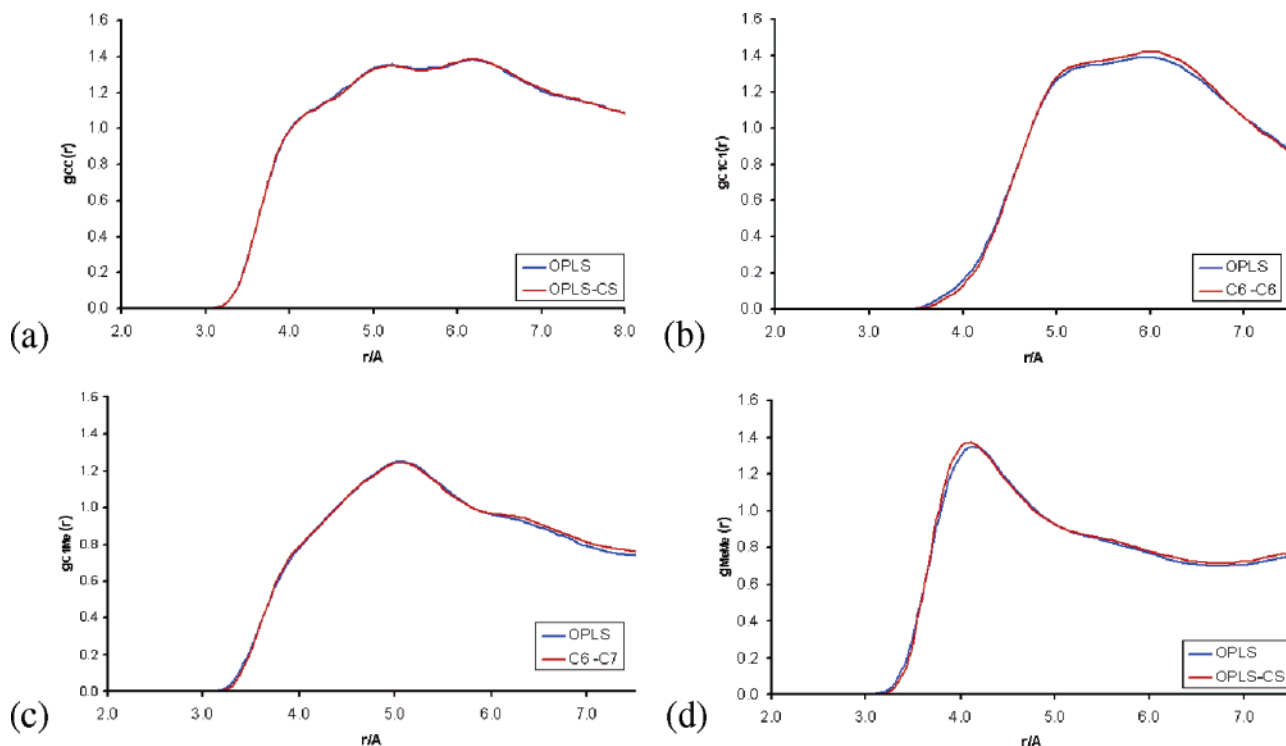 1.6
1.4
1.2
1.0
0.8
0.6
0.4
0.2
0.0
gCC(r)
2.0 3.0 4.0 5.0 6.0 7.0 8.0
r/A
OPLS
OPLS-CS
(a)
1.6
1.4
1.2
1.0
0.8
0.6
0.4
0.2
0.0
gC1C1(r)
2.0 3.0 4.0 5.0 6.0 7.0
r/A
OPLS
C6-C6
(b)
1.6
1.4
1.2
1.0
0.8
0.6
0.4
0.2
0.0
gC1Me(r)
2.0 3.0 4.0 5.0 6.0 7.0
r/A
OPLS
C6-C7
(c)
1.6
1.4
1.2
1.0
0.8
0.6
0.4
0.2
0.0
gMeMe(r)
2.0 3.0 4.0 5.0 6.0 7.0
r/A
OPLS
OPLS-CS
(d)